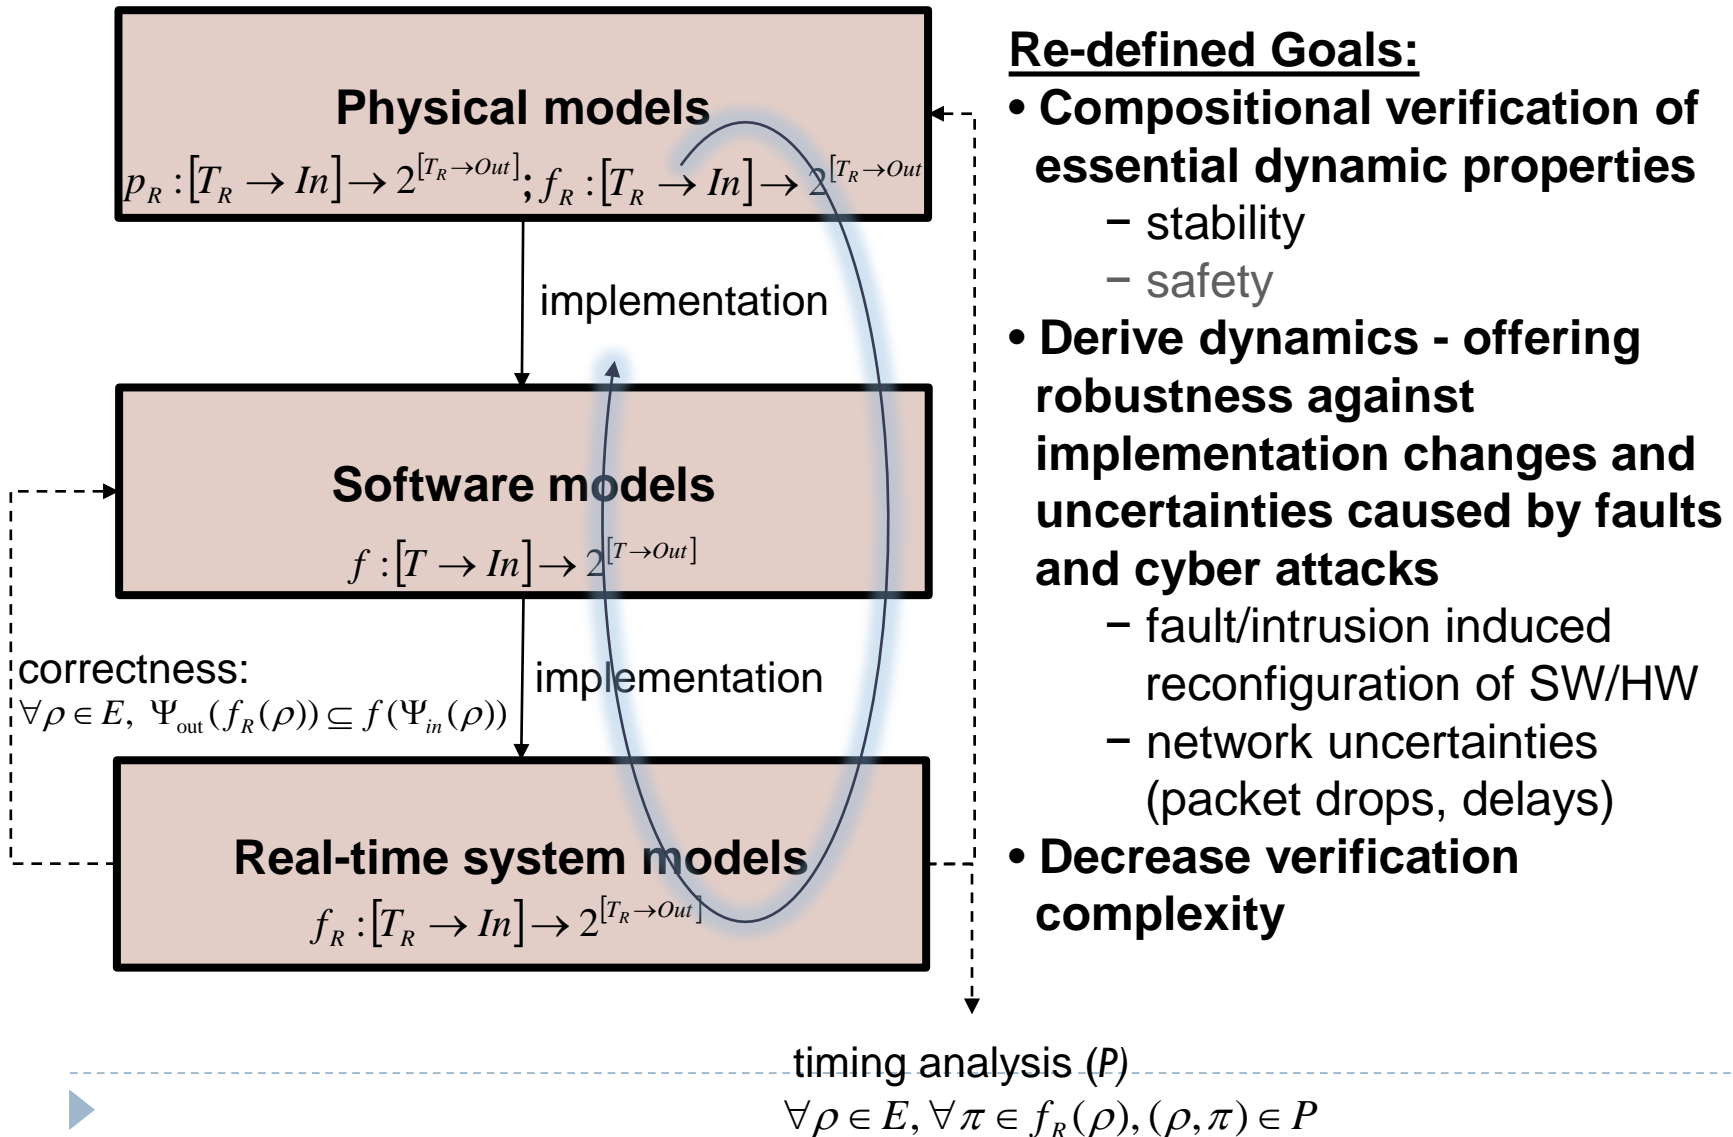 Physical models
p_R : [T_R → In] → 2^{[T_R → Out]} ; f_R : [T_R → In] → 2^{[T_R → Out}
implementation
Software models
f : [T → In] → 2^{[T → Out]}
correctness:
∀ρ ∈ E, Ψ_out(f_R(ρ)) ⊆ f(Ψ_in(ρ))
implementation
Real-time system models
f_R : [T_R → In] → 2^{[T_R → Out]}
Re-defined Goals:
• Compositional verification of
essential dynamic properties
− stability
− safety
• Derive dynamics - offering
robustness against
implementation changes and
uncertainties caused by faults
and cyber attacks
− fault/intrusion induced
reconfiguration of SW/HW
− network uncertainties
(packet drops, delays)
• Decrease verification
complexity
timing analysis (P)
∀ρ ∈ E, ∀π ∈ f_R(ρ), (ρ, π) ∈ P